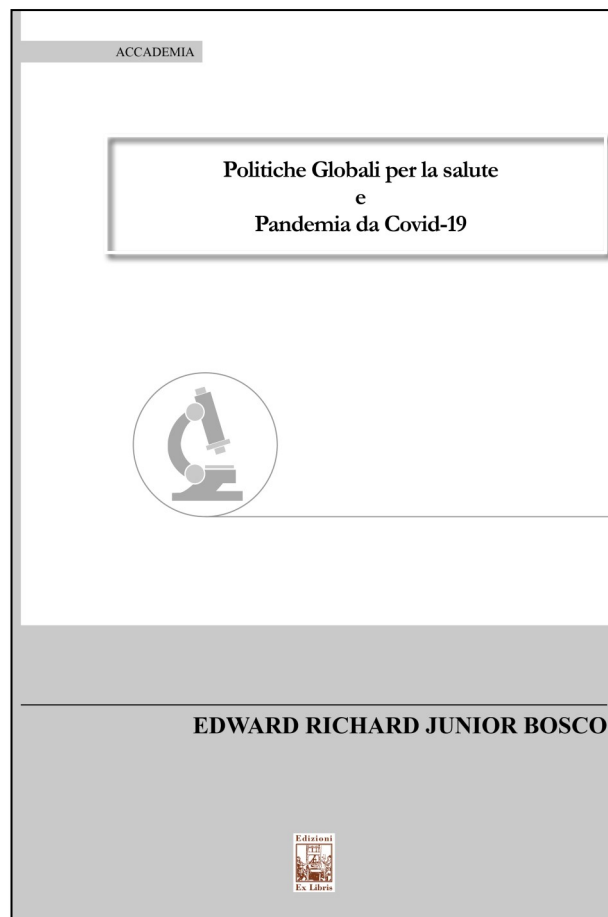 ACCADEMIA
Politiche Globali per la salute
e
Pandemia da Covid-19
EDWARD RICHARD JUNIOR BOSCO
Edizioni
Ex Libris